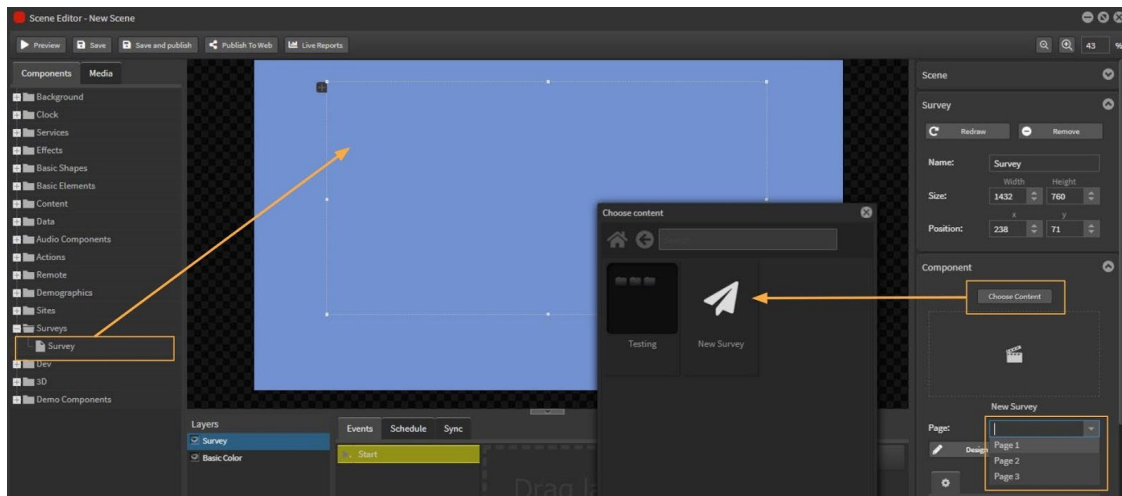 Scene Editor - New Scene
Preview Save Save and publish Publish To Web Live Reports 43 %
Components Media
Background
Clock
Services
Effects
Basic Shapes
Basic Elements
Content
Data
Audio Components
Actions
Remote
Demographics
Sites
Surveys
Survey
Dev
3D
Demo Components
Layers
Survey
Basic Color
Events Schedule Sync
Start
Drag la
Choose content
Testing New Survey
Scene
Survey
Redraw Remove
Name: Survey
Width Height
Size: 1432 760
x y
Position: 238 71
Component
Choose Content
New Survey
Page:
Page 1
Page 2
Page 3